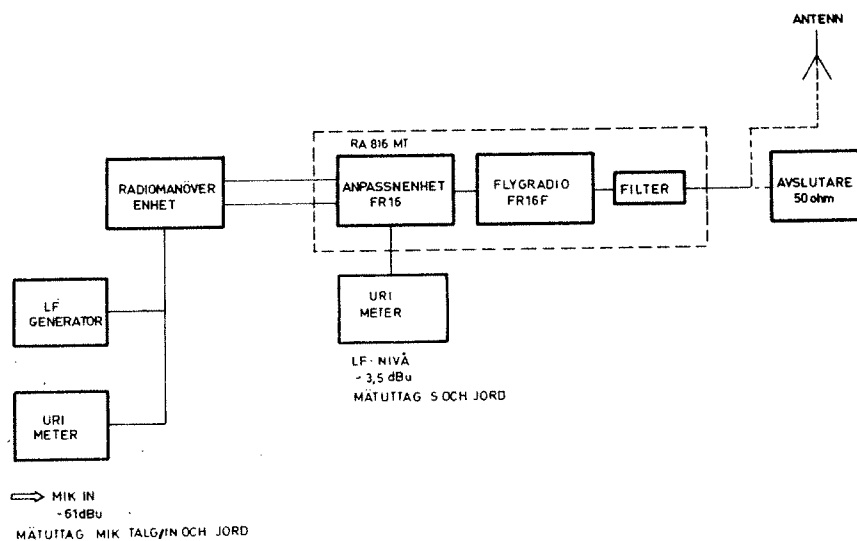 ANTENN
RA 816 MT
RADIOMANÖVER
ENHET
ANPASSNENHET
FR16
FLYGRADIO
FR16F
FILTER
AVSLUTARE
50 ohm
LF
GENERATOR
URI
METER
LF-NIVÅ
-3,5 dBu
MÄTUTTAG S OCH JORD
URI
METER
MIK IN
-61dBu
MÄTUTTAG MIK TALG/IN OCH JORD